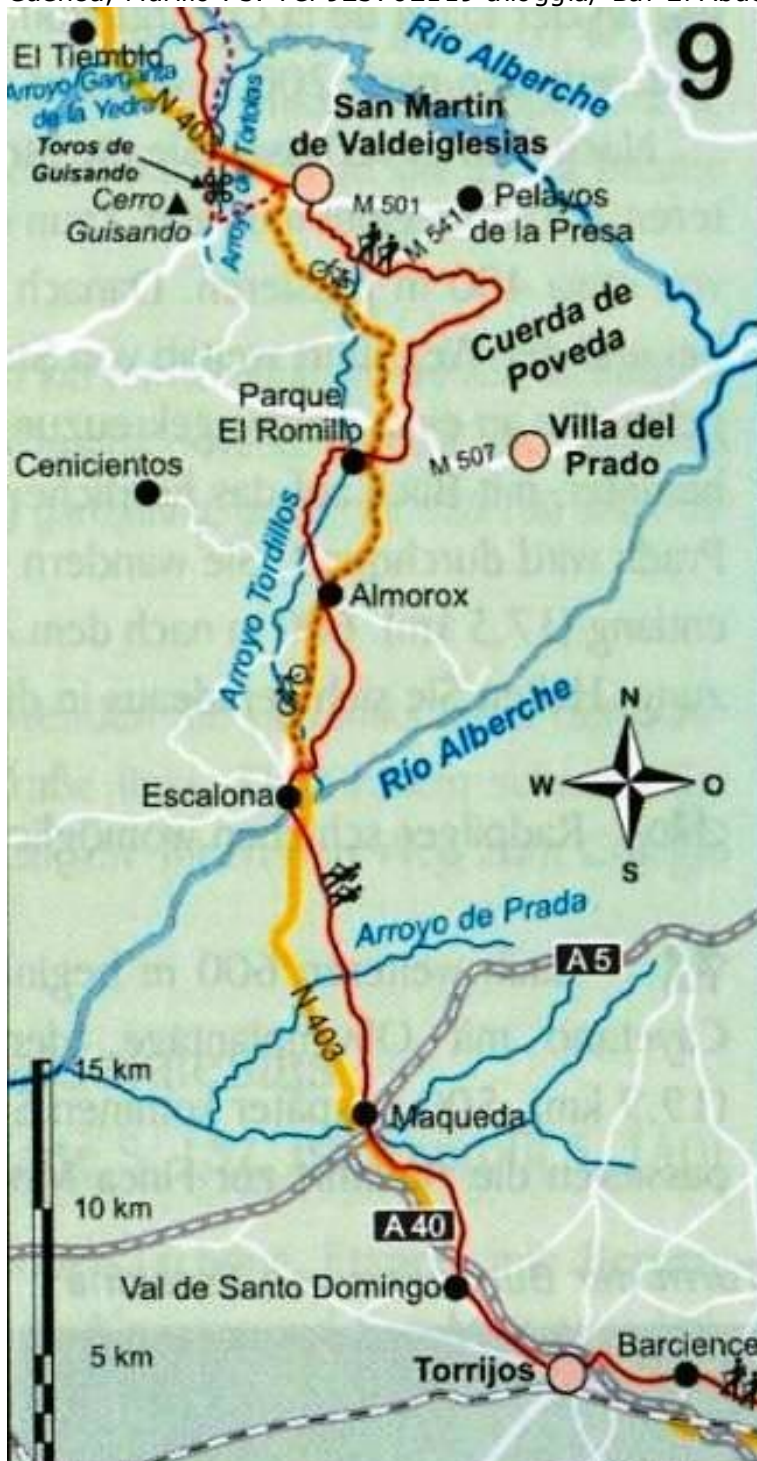 9
El Tiemblo
Río Alberche
Arroyo Garganta
de la Yedra
N 403
Arroyo de Tórtolas
San Martin
de Valdeiglesias
Toros de
Guisando
Cerro
Guisando
M 501
M 541
Pelayos
de la Presa
Cuerda de
Poveda
Parque
El Romillo
Villa del
Prado
M 507
Cenicientos
Arroyo Tordillos
Almorox
Río Alberche
N
W
O
S
Escalona
Arroyo de Prada
A 5
N 403
15 km
Maqueda
10 km
A 40
Val de Santo Domingo
5 km
Barcience
Torrijos